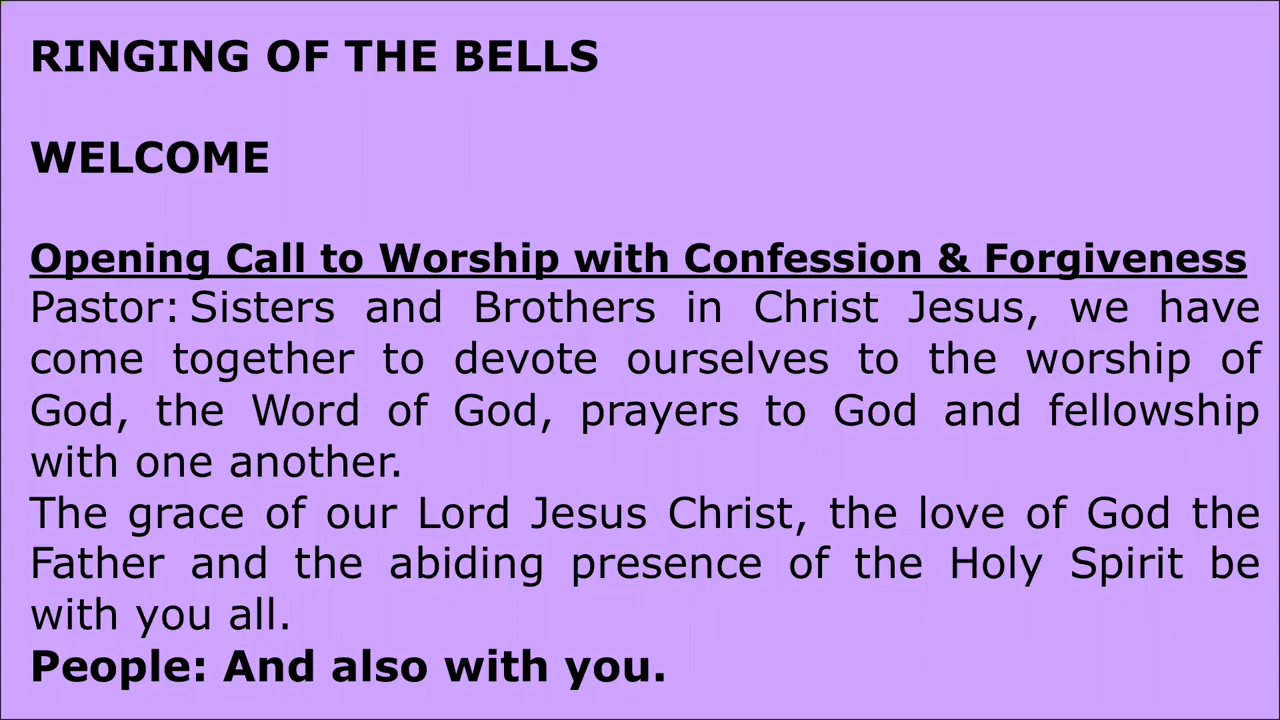 RINGING OF THE BELLS
WELCOME
Opening Call to Worship with Confession & Forgiveness
Pastor: Sisters and Brothers in Christ Jesus, we have
come together to devote ourselves to the worship of
God, the Word of God, prayers to God and fellowship
with one another.
The grace of our Lord Jesus Christ, the love of God the
Father and the abiding presence of the Holy Spirit be
with you all.
People: And also with you.